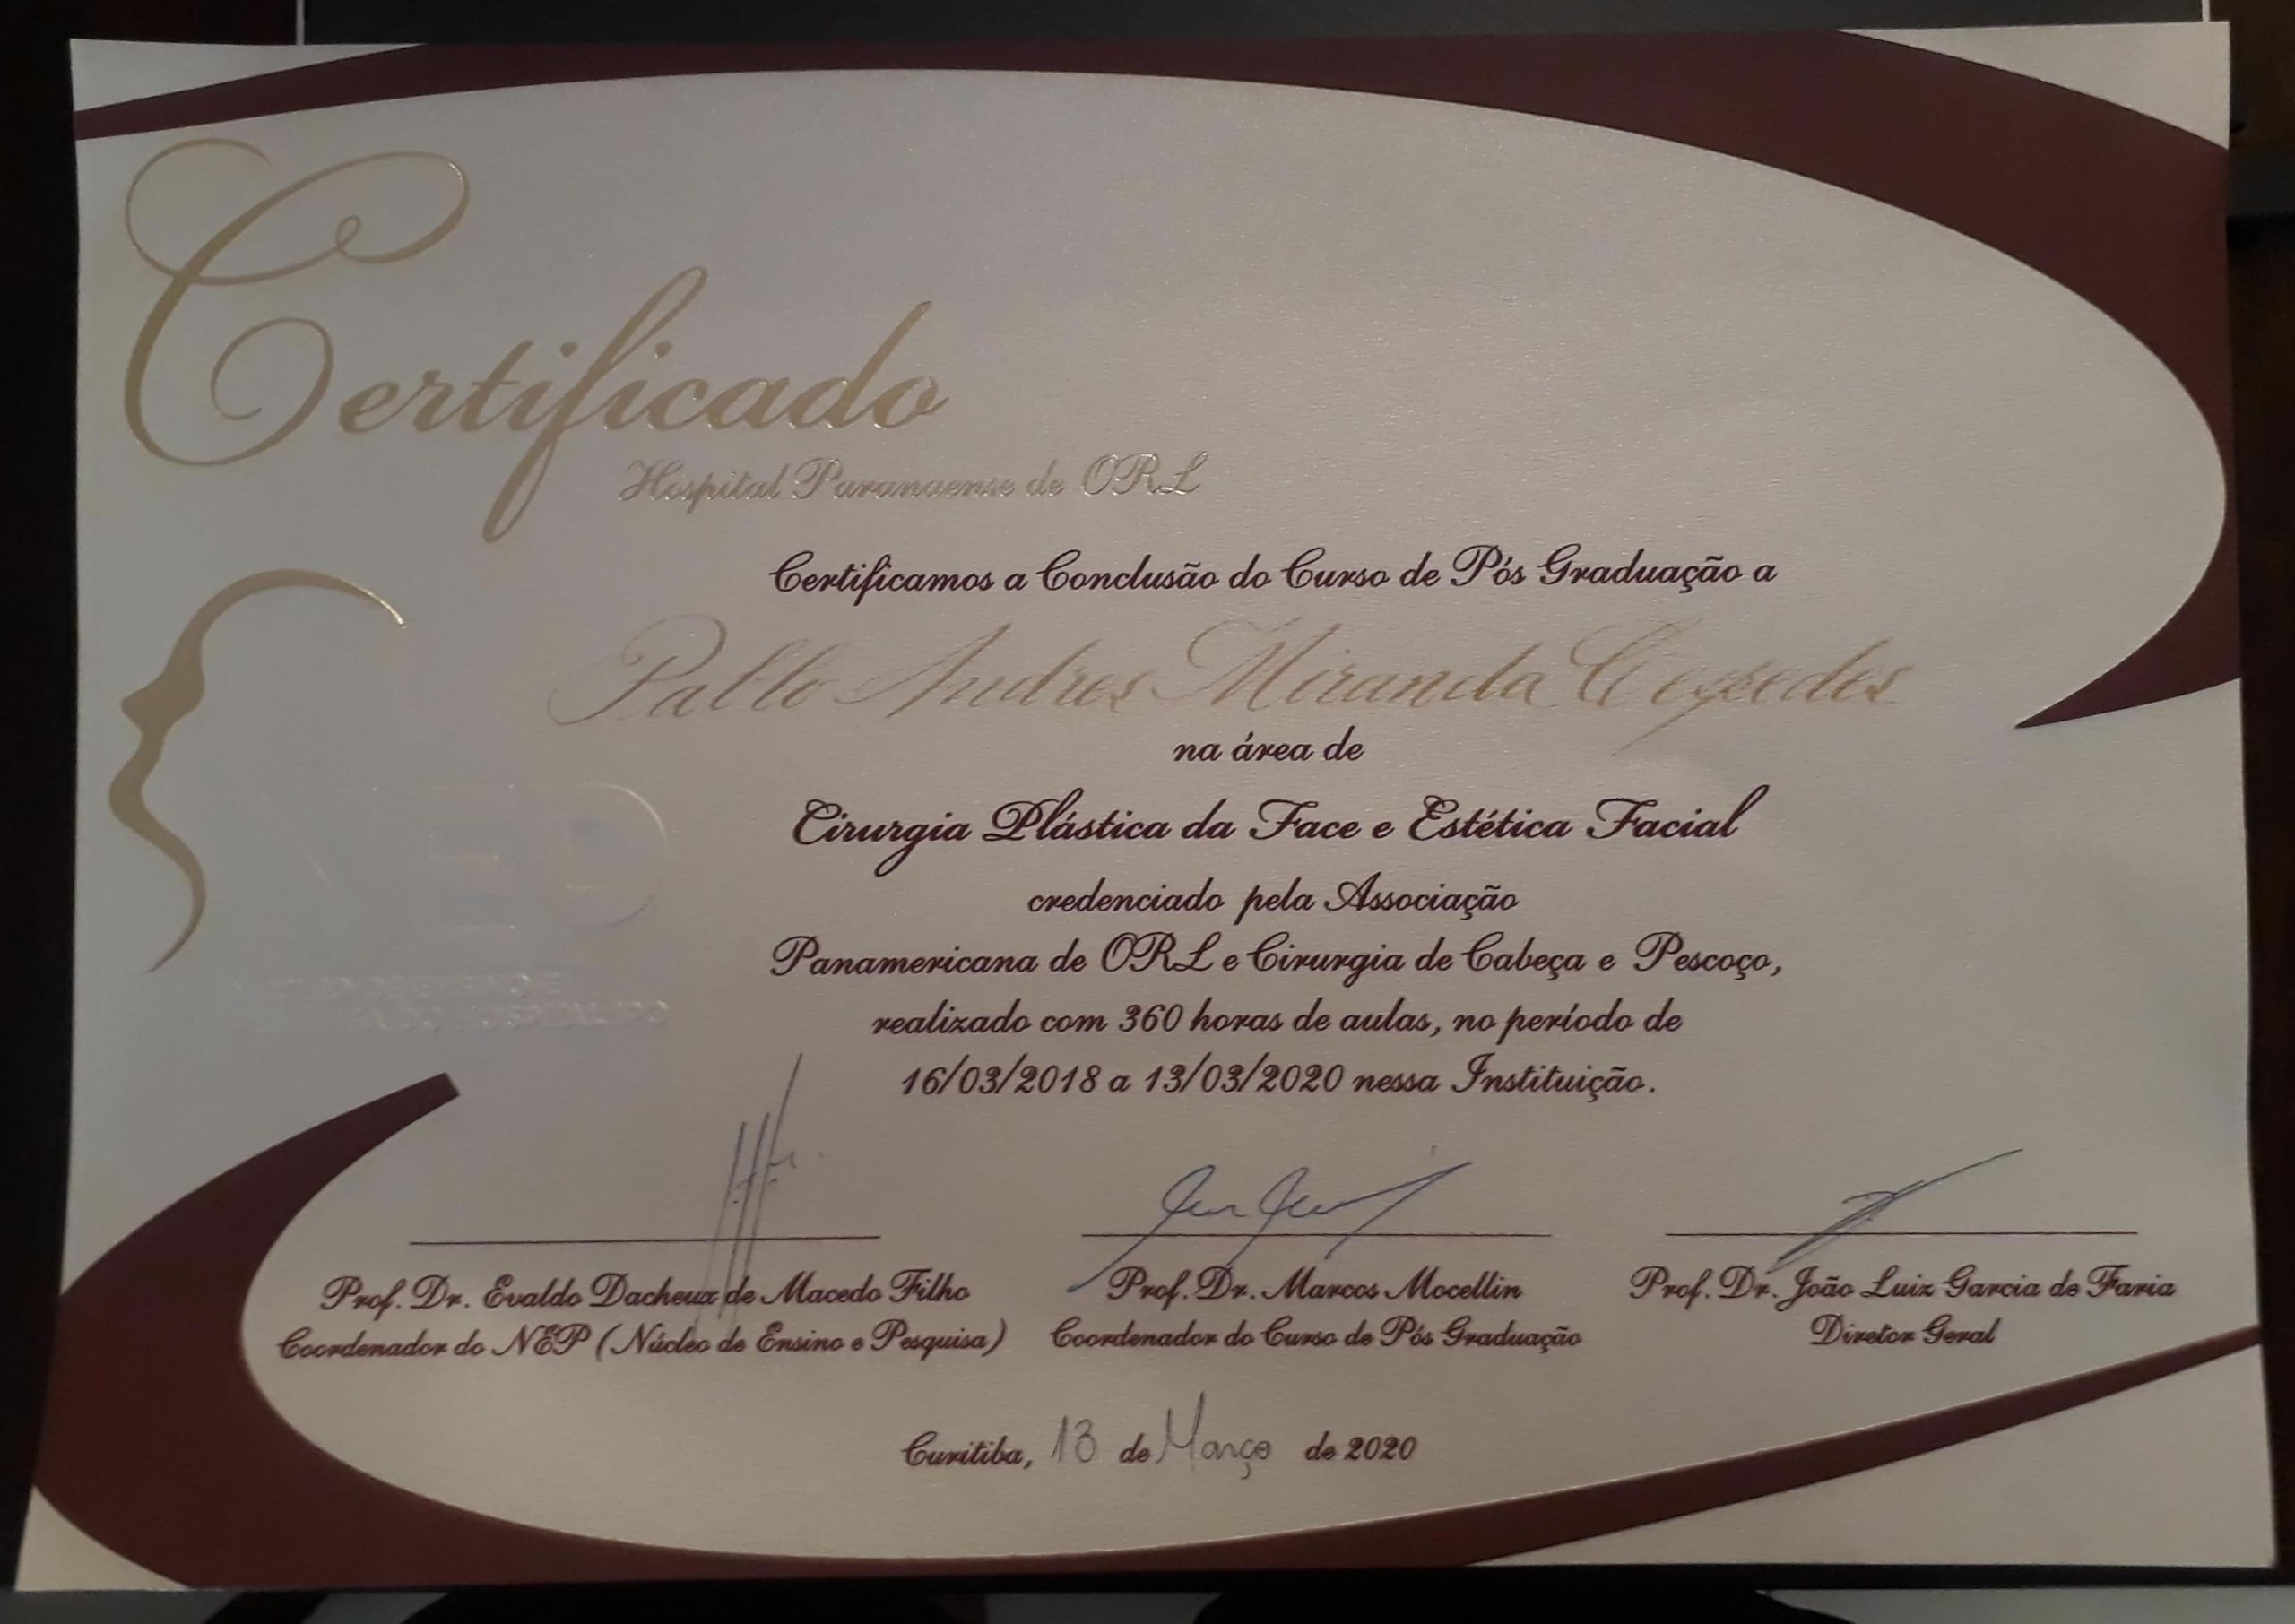 Certificado
Hospital Paranaense de ORL
Certificamos a Conclusão do Curso de Pós Graduação a
Pablo Andres Miranda Cespedes
na área de
Cirurgia Plástica da Face e Estética Facial
credenciado pela Associação
Panamericana de ORL e Cirurgia de Cabeça e Pescoço,
realizado com 360 horas de aulas, no período de
16/03/2018 a 13/03/2020 nessa Instituição.
Prof. Dr. Evaldo Dacheux de Macedo Filho
Coordenador do NEP (Núcleo de Ensino e Pesquisa)
Prof. Dr. Marcos Mocellin
Coordenador do Curso de Pós Graduação
Prof. Dr. João Luiz Garcia de Faria
Diretor Geral
Curitiba, 13 de Março de 2020